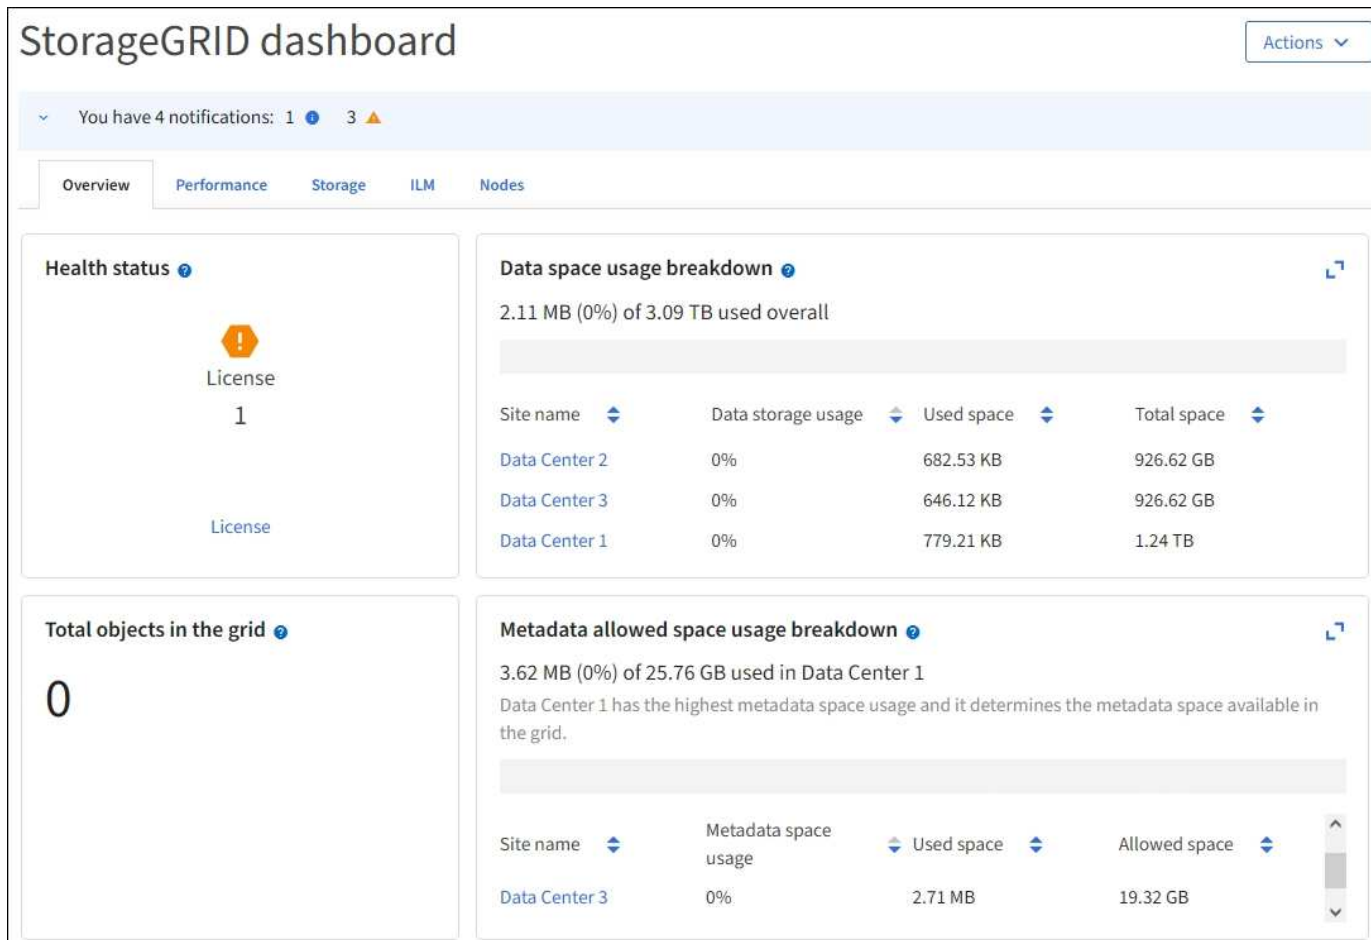 StorageGRID dashboard
Actions
You have 4 notifications: 1 3
Overview Performance Storage ILM Nodes
Health status
License
1
License
Data space usage breakdown
2.11 MB (0%) of 3.09 TB used overall
Site name Data storage usage Used space Total space
Data Center 2 0% 682.53 KB 926.62 GB
Data Center 3 0% 646.12 KB 926.62 GB
Data Center 1 0% 779.21 KB 1.24 TB
Total objects in the grid
0
Metadata allowed space usage breakdown
3.62 MB (0%) of 25.76 GB used in Data Center 1
Data Center 1 has the highest metadata space usage and it determines the metadata space available in
the grid.
Site name Metadata space usage Used space Allowed space
Data Center 3 0% 2.71 MB 19.32 GB